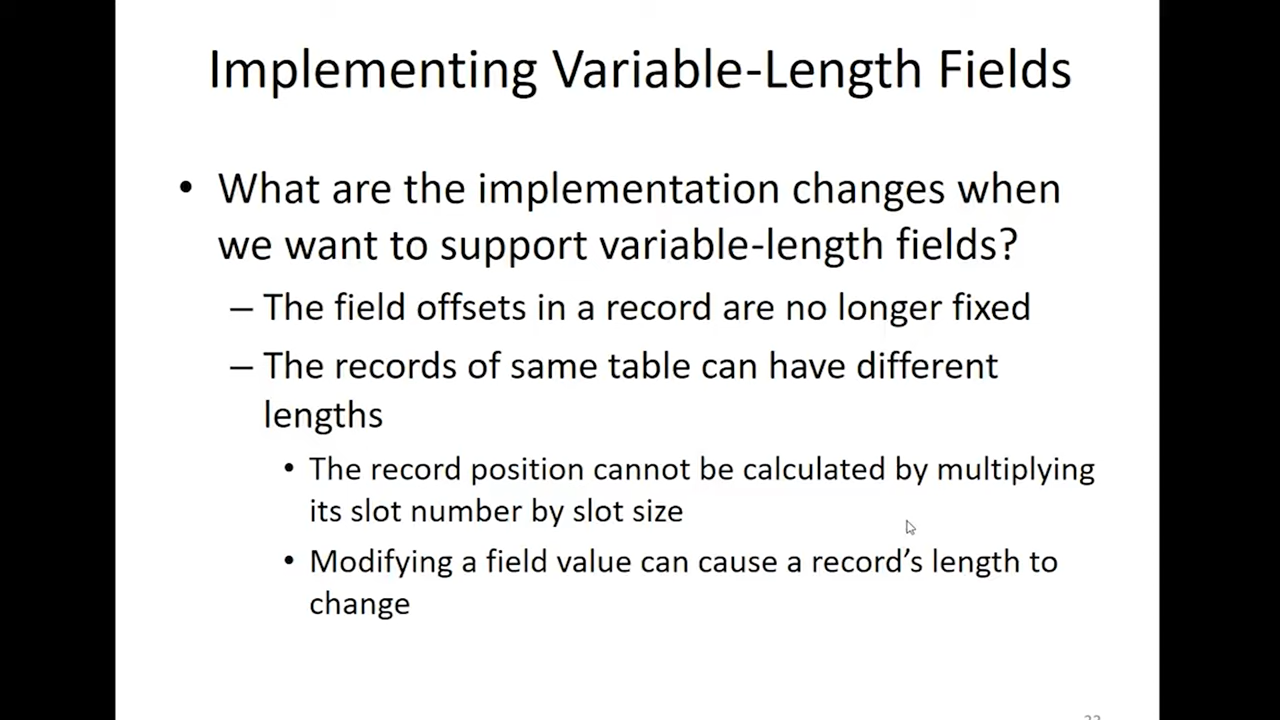 Implementing Variable-Length Fields
• What are the implementation changes when
we want to support variable-length fields?
– The field offsets in a record are no longer fixed
– The records of same table can have different
lengths
• The record position cannot be calculated by multiplying
its slot number by slot size
• Modifying a field value can cause a record’s length to
change